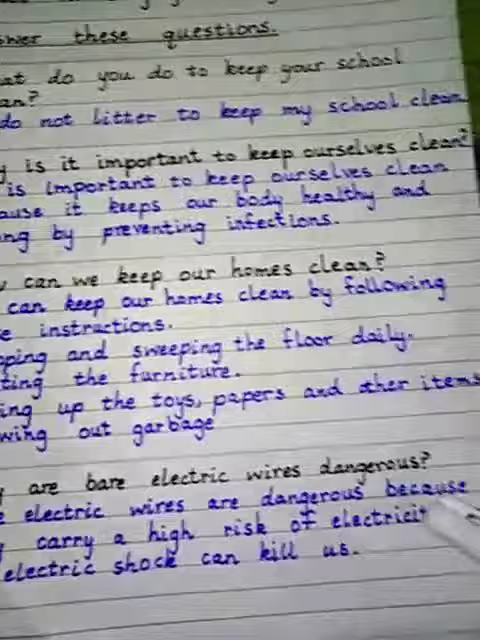 these questions.
do you do to keep your school
do not litter to keep my school clean
is it important to keep ourselves clean?
is important to keep ourselves clean
it keeps our body healthy and
by preventing infections.
can we keep our homes clean?
can keep our homes clean by following
instructions.
and sweeping the floor daily.
the furniture.
up the toys, papers and other items
out garbage
are bare electric wires dangerous?
electric wires are dangerous because
carry a high risk of
electric shock can kill us.